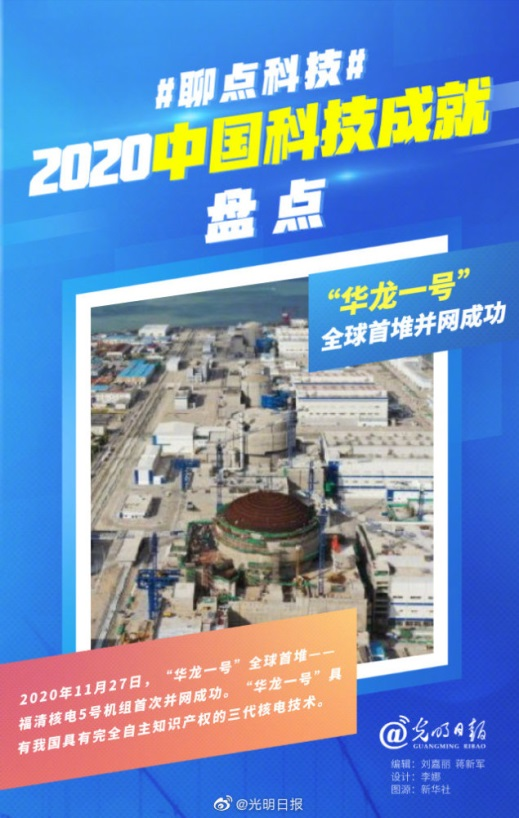 #聊点科技#
2020中国科技成就
盘点
“华龙一号”
全球首堆并网成功
2020年11月27日，“华龙一号”全球首堆——
福清核电5号机组首次并网成功。“华龙一号”具
有我国具有完全自主知识产权的三代核电技术。
@光明日报
GUANGMING RIBAO
编辑：刘嘉丽 蒋新军
设计：李娜
图源：新华社
@光明日报